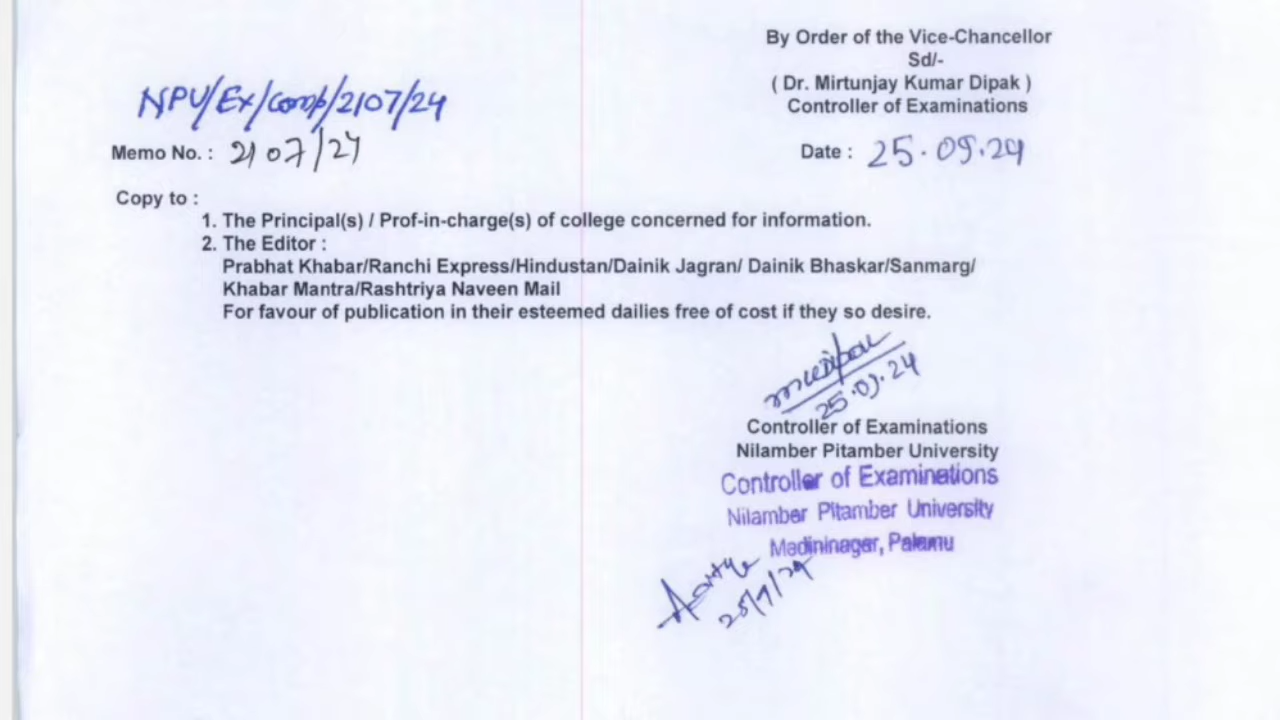 By Order of the Vice-Chancellor
Sd/-
( Dr. Mirtunjay Kumar Dipak )
Controller of Examinations
NPU/Ex/Comp/2107/24
Memo No. : 2107/24
Date : 25.09.24
Copy to :
1. The Principal(s) / Prof-in-charge(s) of college concerned for information.
2. The Editor :
Prabhat Khabar/Ranchi Express/Hindustan/Dainik Jagran/ Dainik Bhaskar/Sanmarg/
Khabar Mantra/Rashtriya Naveen Mail
For favour of publication in their esteemed dailies free of cost if they so desire.
25.09.24
Controller of Examinations
Nilamber Pitamber University
Controller of Examinations
Nilamber Pitamber University
Medininagar, Palamu